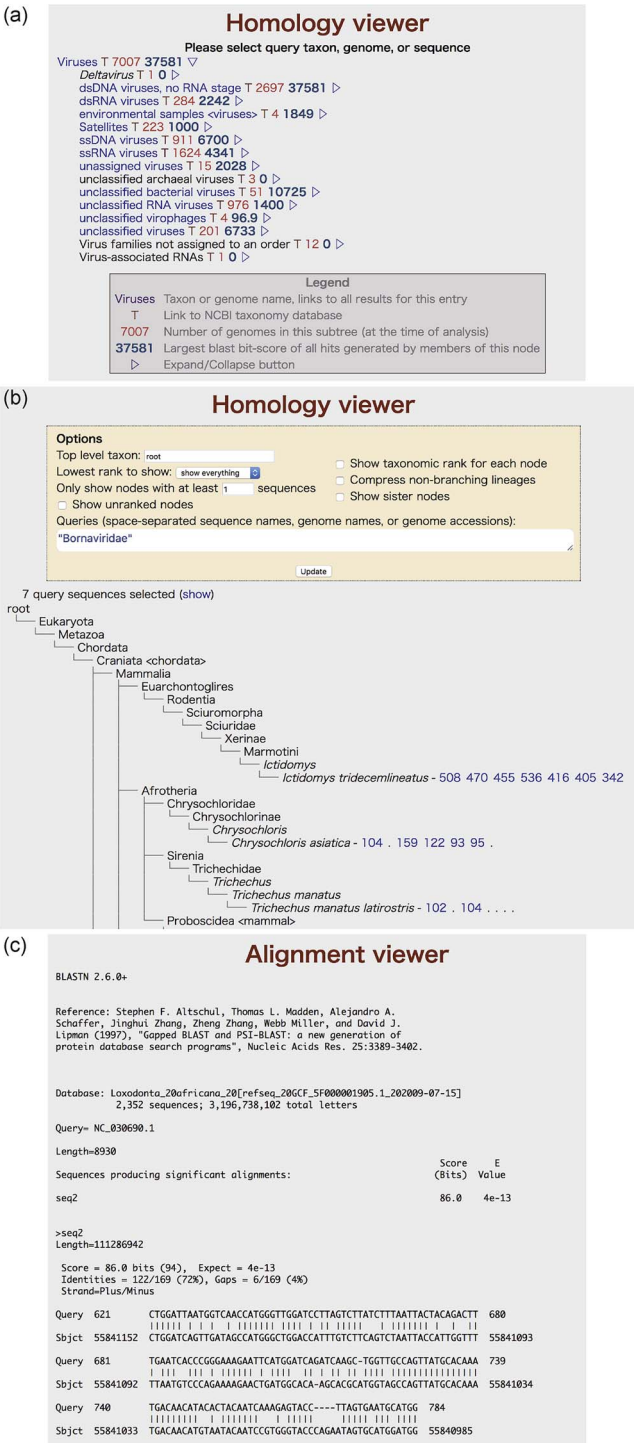 (a)
Homology viewer
Please select query taxon, genome, or sequence
Viruses T 7007 37581 ▽
Deltavirus T 1 0 ▷
dsDNA viruses, no RNA stage T 2697 37581 ▷
dsRNA viruses T 284 2242 ▷
environmental samples <viruses> T 4 1849 ▷
Satellites T 223 1000 ▷
ssDNA viruses T 911 6700 ▷
ssRNA viruses T 1624 4341 ▷
unassigned viruses T 15 2028 ▷
unclassified archaeal viruses T 3 0 ▷
unclassified bacterial viruses T 51 10725 ▷
unclassified RNA viruses T 976 1400 ▷
unclassified virophages T 4 96.9 ▷
unclassified viruses T 201 6733 ▷
Virus families not assigned to an order T 12 0 ▷
Virus-associated RNAs T 1 0 ▷
Legend
Viruses Taxon or genome name, links to all results for this entry
T Link to NCBI taxonomy database
7007 Number of genomes in this subtree (at the time of analysis)
37581 Largest blast bit-score of all hits generated by members of this node
▷ Expand/Collapse button
(b)
Homology viewer
Options
Top level taxon: root
Lowest rank to show: show everything
Only show nodes with at least 1 sequences
Show unranked nodes
Show taxonomic rank for each node
Compress non-branching lineages
Show sister nodes
Queries (space-separated sequence names, genome names, or genome accessions):
"Bornaviridae"
Update
7 query sequences selected (show)
root
Eukaryota
Metazoa
Chordata
Craniata <chordata>
Mammalia
Euarchontoglires
Rodentia
Sciuromorpha
Sciuridae
Xerinae
Marmotini
Ictidomys
Ictidomys tridecemlineatus - 508 470 455 536 416 405 342
Afrotheria
Chrysochloridae
Chrysochlorinae
Chrysochloris
Chrysochloris asiatica - 104 . 159 122 93 95 .
Sirenia
Trichechidae
Trichechus
Trichechus manatus
Trichechus manatus latirostris - 102 . 104 . . . .
Proboscidea <mammal>
(c)
Alignment viewer
BLASTN 2.6.0+
Reference: Stephen F. Altschul, Thomas L. Madden, Alejandro A.
Schaffer, Jinghui Zhang, Zheng Zhang, Webb Miller, and David J.
Lipman (1997), "Gapped BLAST and PSI-BLAST: a new generation of
protein database search programs", Nucleic Acids Res. 25:3389-3402.
Database: Loxodonta_20africana_20[refseq_20GCF_5F000001905.1_202009-07-15]
2,352 sequences; 3,196,738,102 total letters
Query= NC_030690.1
Length=8930
Score E
Sequences producing significant alignments: (Bits) Value
seq2 86.0 4e-13
>seq2
Length=111286942
Score = 86.0 bits (94), Expect = 4e-13
Identities = 122/169 (72%), Gaps = 6/169 (4%)
Strand=Plus/Minus
Query 621 CTGGATTAATGGTCAACCATGGGTTGGATCCTTAGTCTTATCTTTAATTACTACAGACTT 680
Sbjct 55841152 CTGGATCAGTTGATAGCCATGGGCTGGACCATTTGTCTTCAGTCTAATTACCATTGGTTT 55841093
Query 681 TGAATCACCCGGGAAAGAATTCATGGATCAGATCAAGC-TGGTTGCCAGTTATGCACAAA 739
Sbjct 55841092 TTAATGTCCCAGAAAAGAACTGATGGCACA-AGCACGCATGGTAGCCAGTTATGCACAAA 55841034
Query 740 TGACAACATACACTACAATCAAAGAGTACC----TTAGTGAATGCATGG 784
Sbjct 55841033 TGACAACATGTAATACAATCCGTGGGTACCCAGAATAGTGCATGGATGG 55840985